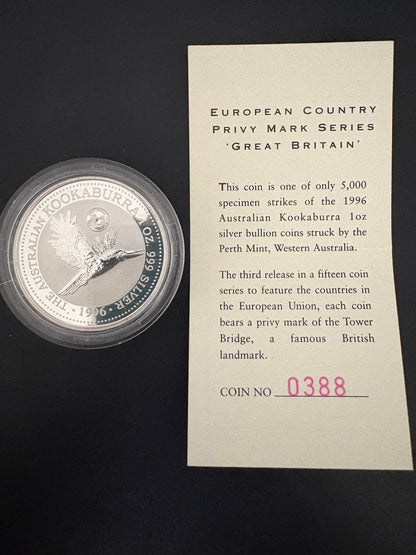 THE AUSTRALIAN KOOKABURRA 1 OZ. 999 SILVER
· 1996 ·
EUROPEAN COUNTRY
PRIVY MARK SERIES
'GREAT BRITAIN'
This coin is one of only 5,000
specimen strikes of the 1996
Australian Kookaburra 1oz
silver bullion coins struck by the
Perth Mint, Western Australia.
The third release in a fifteen coin
series to feature the countries in
the European Union, each coin
bears a privy mark of the Tower
Bridge, a famous British
landmark.
COIN NO 0388